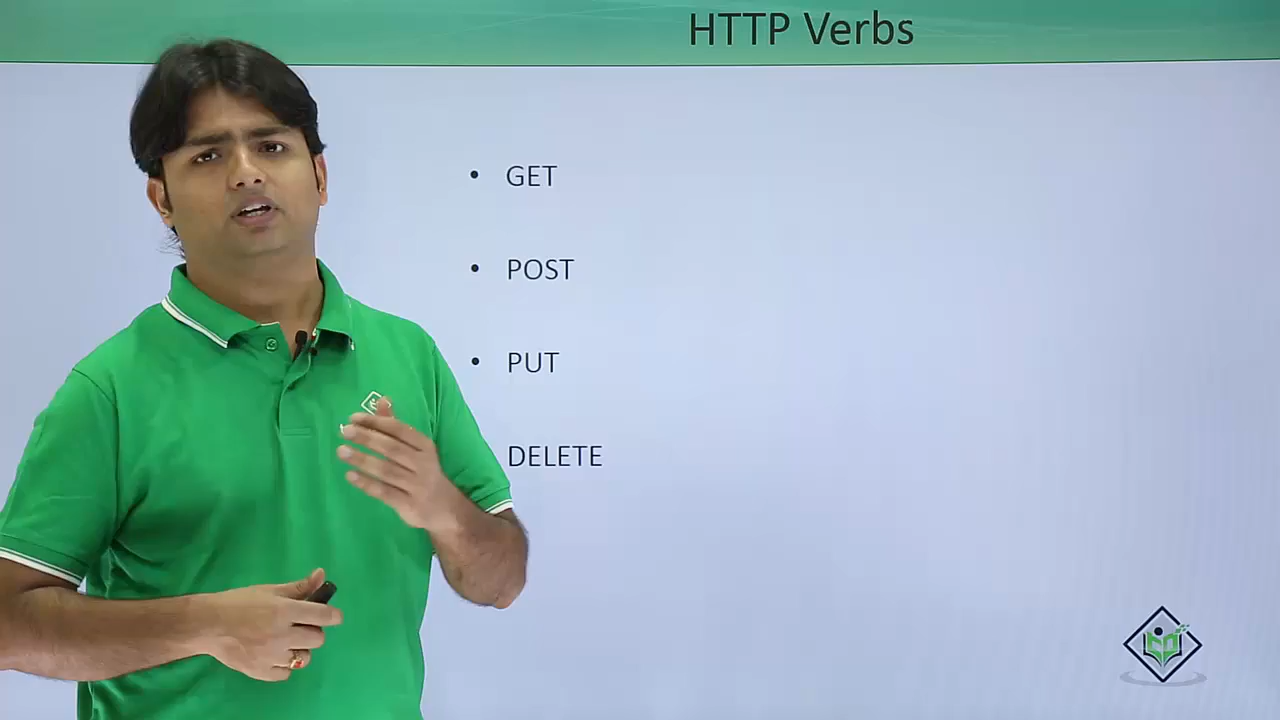 HTTP Verbs
• GET
• POST
• PUT
DELETE